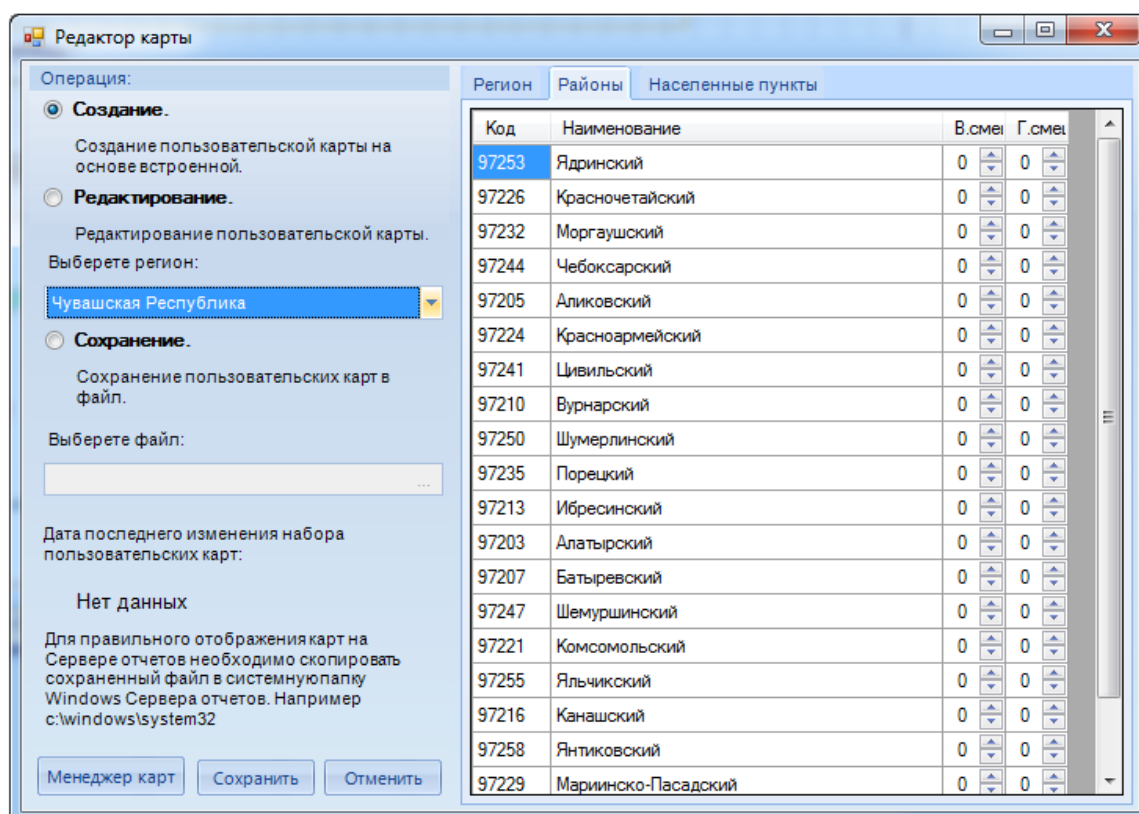 Редактор карты
Операция:
Создание.
Создание пользовательской карты на
основе встроенной.
Редактирование.
Редактирование пользовательской карты.
Выберете регион:
Чувашская Республика
Сохранение.
Сохранение пользовательских карт в
файл.
Выберете файл:
...
Дата последнего изменения набора
пользовательских карт:
Нет данных
Для правильного отображения карт на
Сервере отчетов необходимо скопировать
сохраненный файл в системнуюпапку
Windows Сервера отчетов. Например
c:\windows\system32
Менеджер карт Сохранить Отменить
Регион Районы Населенные пункты
Код Наименование В.смец Г.смец
97253 Ядринский 0 0
97226 Красночетайский 0 0
97232 Моргаушский 0 0
97244 Чебоксарский 0 0
97205 Аликовский 0 0
97224 Красноармейский 0 0
97241 Цивильский 0 0
97210 Вурнарский 0 0
97250 Шумерлинский 0 0
97235 Порецкий 0 0
97213 Ибресинский 0 0
97203 Алатырский 0 0
97207 Батыревский 0 0
97247 Шемуршинский 0 0
97221 Комсомольский 0 0
97255 Яльчикский 0 0
97216 Канашский 0 0
97258 Янтиковский 0 0
97229 Мариинско-Пасадский 0 0